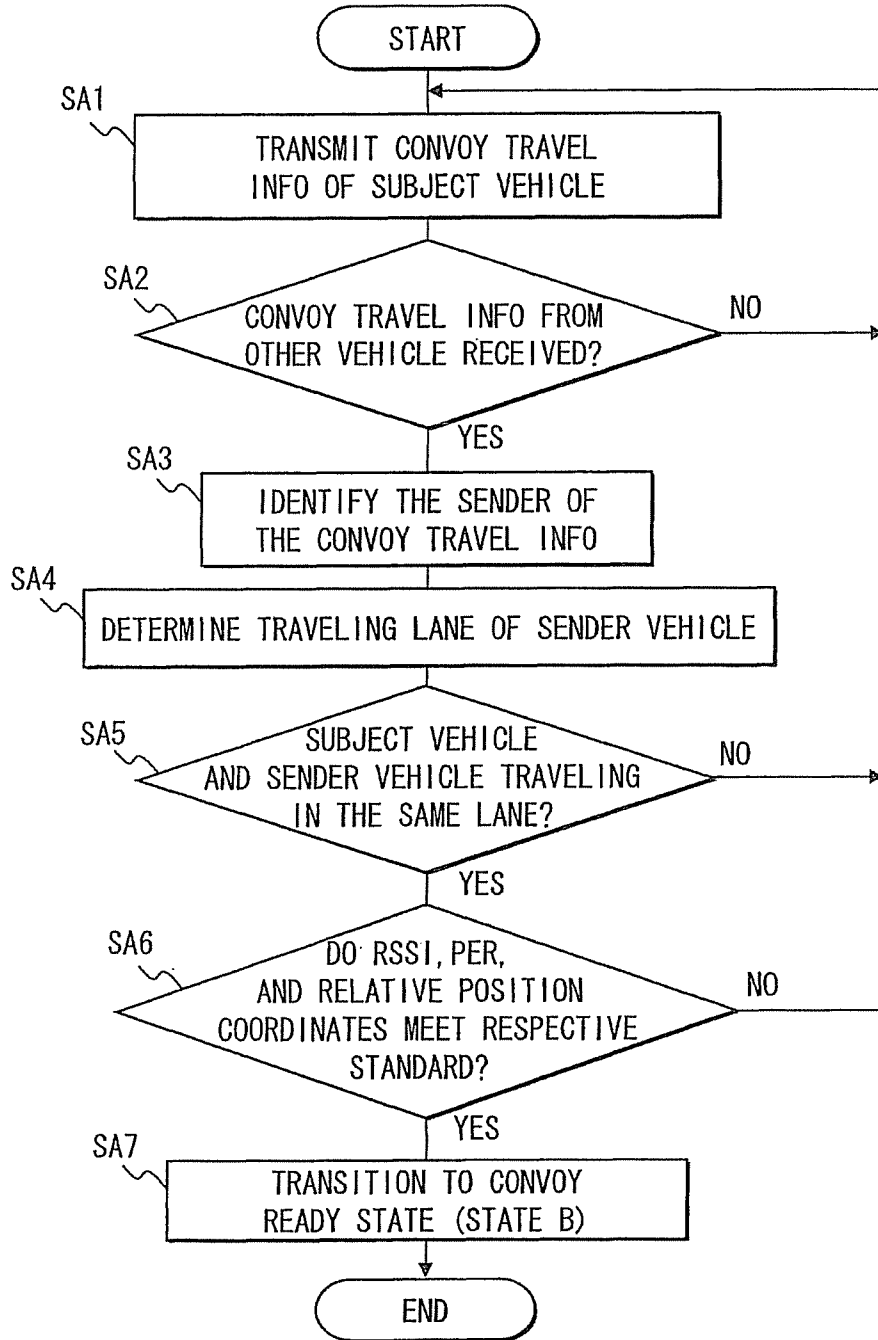 START
SA1
TRANSMIT CONVOY TRAVEL
INFO OF SUBJECT VEHICLE
SA2
CONVOY TRAVEL INFO FROM
OTHER VEHICLE RECEIVED?
NO
YES
SA3
IDENTIFY THE SENDER OF
THE CONVOY TRAVEL INFO
SA4
DETERMINE TRAVELING LANE OF SENDER VEHICLE
SA5
SUBJECT VEHICLE
AND SENDER VEHICLE TRAVELING
IN THE SAME LANE?
NO
YES
SA6
DO RSSI, PER,
AND RELATIVE POSITION
COORDINATES MEET RESPECTIVE
STANDARD?
NO
YES
SA7
TRANSITION TO CONVOY
READY STATE (STATE B)
END